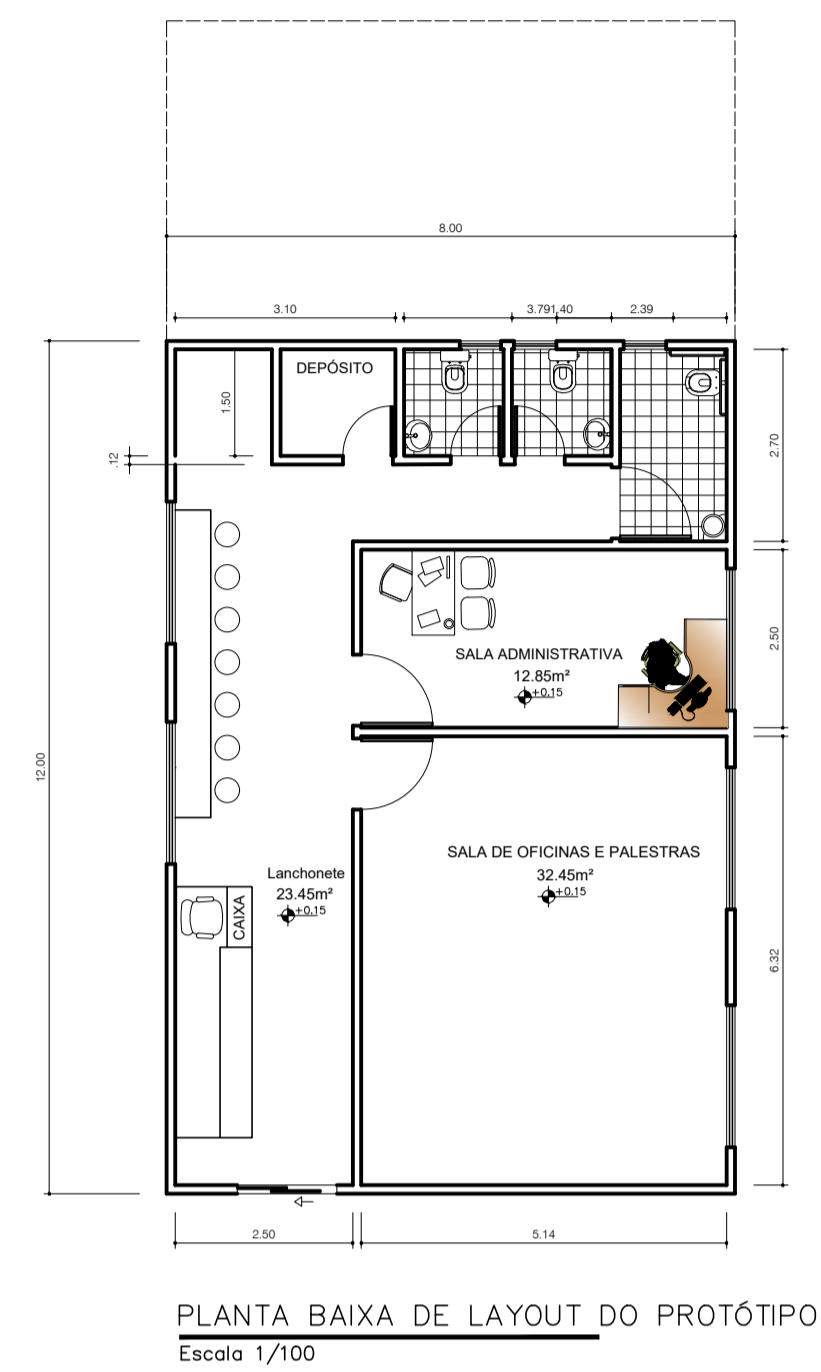 8.00
3.10
3.791.40
2.39
DEPÓSITO
1.50
.12
2.70
SALA ADMINISTRATIVA
12.85m²
+0.15
2.50
12.00
SALA DE OFICINAS E PALESTRAS
32.45m²
+0.15
Lanchonete
23.45m²
+0.15
CAIXA
6.32
2.50
5.14
PLANTA BAIXA DE LAYOUT DO PROTÓTIPO
Escala 1/100